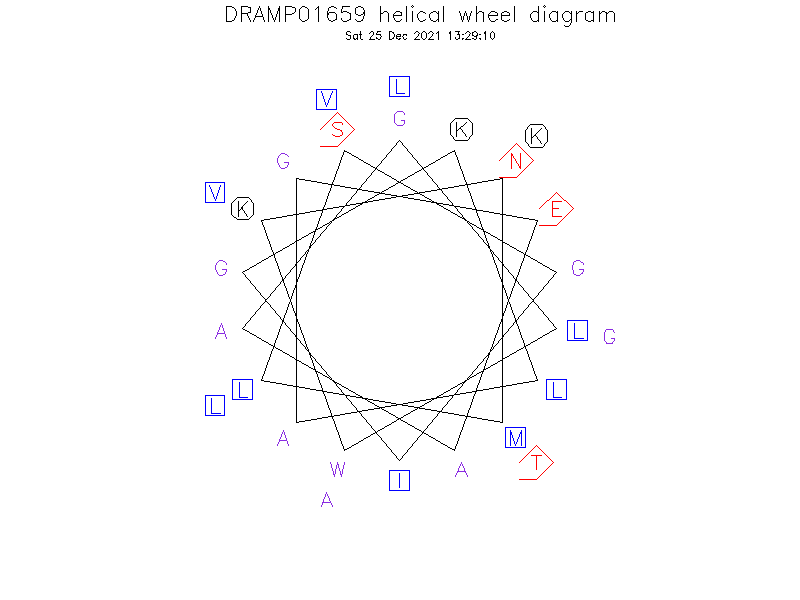 DRAMP01659 helical wheel diagram
Sat 25 Dec 2021 13:29:10
L
V
G
S
K
K
G
N
V
K
E
G
G
A
L
G
L
L
L
A
M
W
I
A
T
A